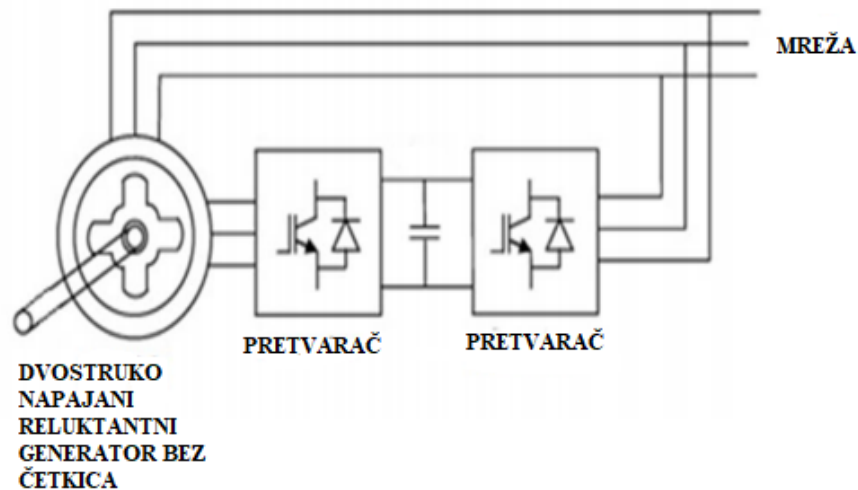 MREŽA
PRETVARAČ
PRETVARAČ
DVOSTRUKO
NAPAJANI
RELUKTANTNI
GENERATOR BEZ
ČETKICA